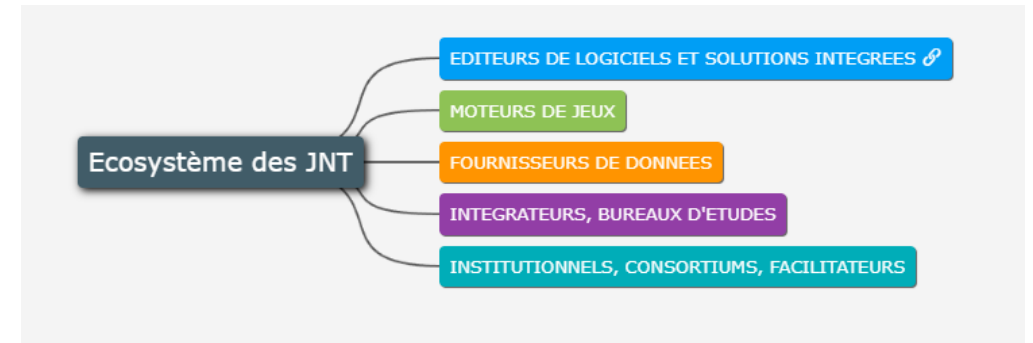 EDITEURS DE LOGICIELS ET SOLUTIONS INTEGREES
MOTEURS DE JEUX
Ecosystème des JNT
FOURNISSEURS DE DONNEES
INTEGRATEURS, BUREAUX D'ETUDES
INSTITUTIONNELS, CONSORTIUMS, FACILITATEURS